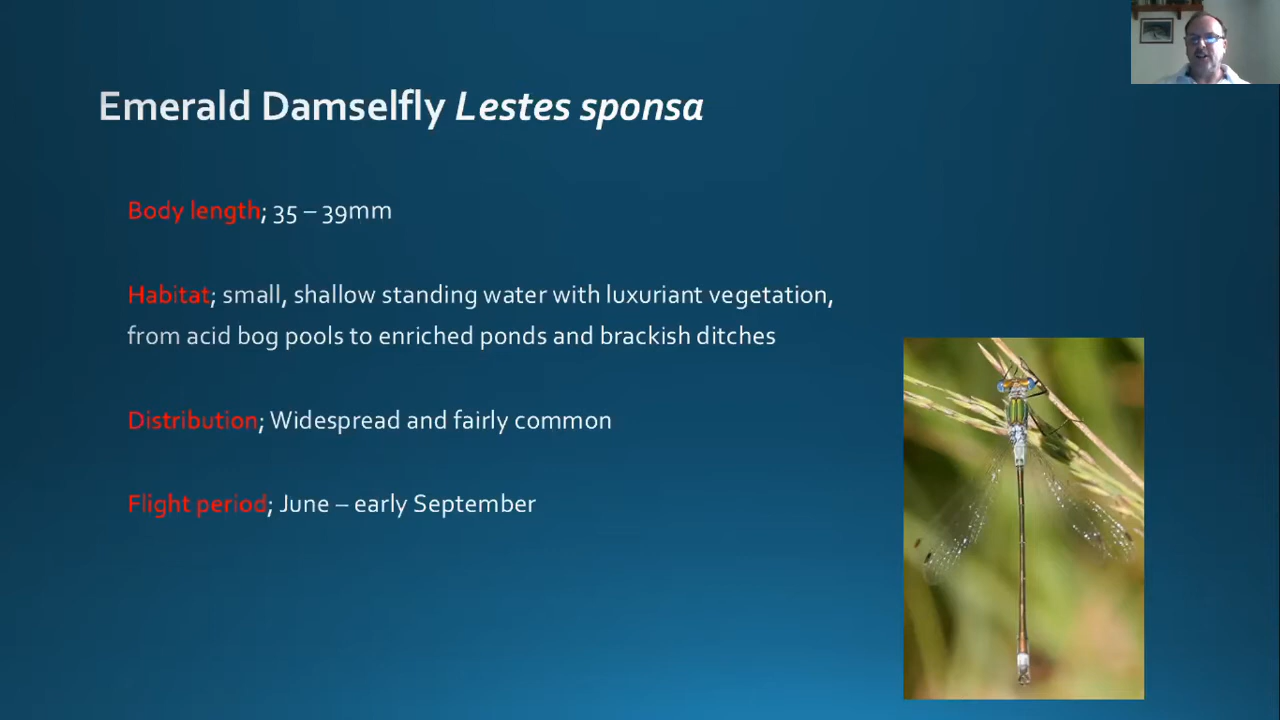 Emerald Damselfly Lestes sponsa
Body length; 35 – 39mm
Habitat; small, shallow standing water with luxuriant vegetation,
from acid bog pools to enriched ponds and brackish ditches
Distribution; Widespread and fairly common
Flight period; June – early September